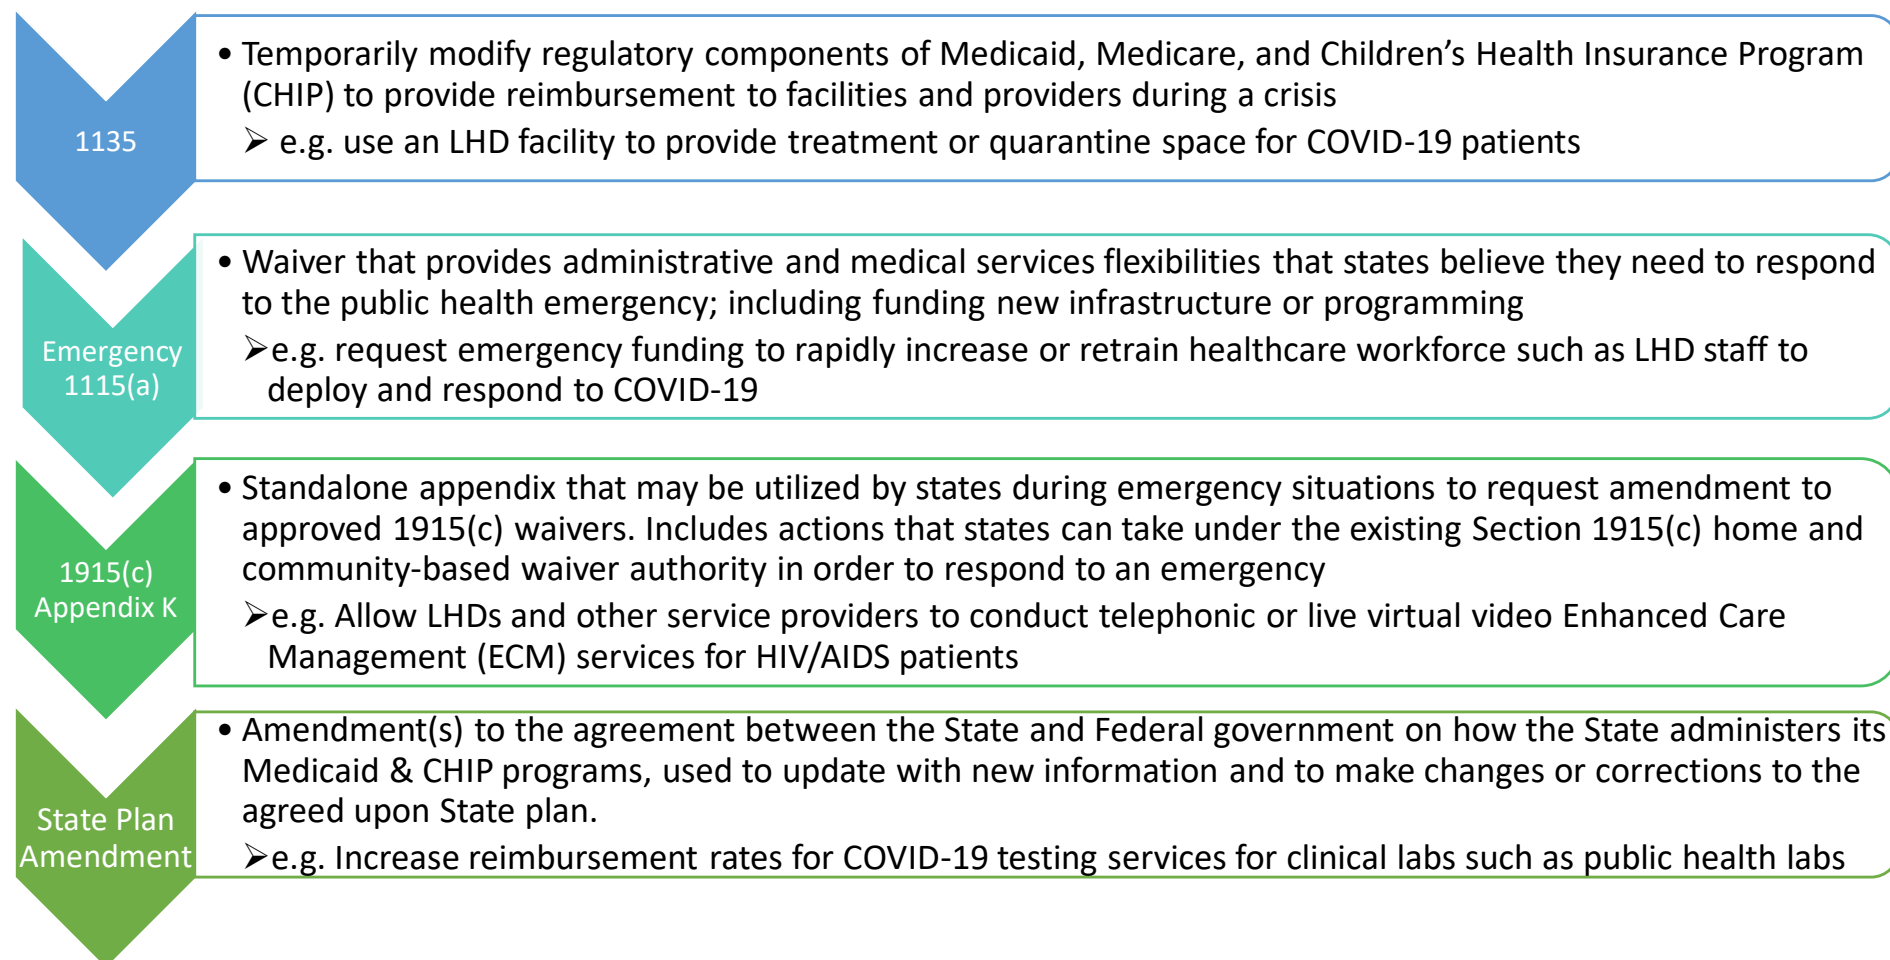 1135
• Temporarily modify regulatory components of Medicaid, Medicare, and Children’s Health Insurance Program
(CHIP) to provide reimbursement to facilities and providers during a crisis
➢ e.g. use an LHD facility to provide treatment or quarantine space for COVID-19 patients
Emergency
1115(a)
• Waiver that provides administrative and medical services flexibilities that states believe they need to respond
to the public health emergency; including funding new infrastructure or programming
➢e.g. request emergency funding to rapidly increase or retrain healthcare workforce such as LHD staff to
deploy and respond to COVID-19
1915(c)
Appendix K
• Standalone appendix that may be utilized by states during emergency situations to request amendment to
approved 1915(c) waivers. Includes actions that states can take under the existing Section 1915(c) home and
community-based waiver authority in order to respond to an emergency
➢e.g. Allow LHDs and other service providers to conduct telephonic or live virtual video Enhanced Care
Management (ECM) services for HIV/AIDS patients
State Plan
Amendment
• Amendment(s) to the agreement between the State and Federal government on how the State administers its
Medicaid & CHIP programs, used to update with new information and to make changes or corrections to the
agreed upon State plan.
➢e.g. Increase reimbursement rates for COVID-19 testing services for clinical labs such as public health labs